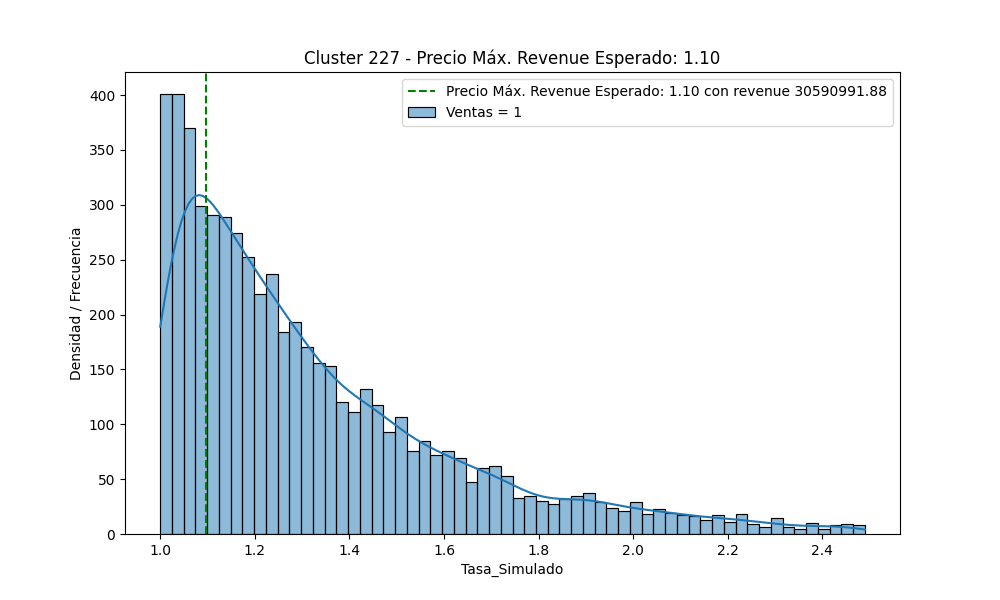 Cluster 227 - Precio Máx. Revenue Esperado: 1.10
Precio Máx. Revenue Esperado: 1.10 con revenue 30590991.88
Ventas = 1
Densidad / Frecuencia
400
350
300
250
200
150
100
50
0
1.0 1.2 1.4 1.6 1.8 2.0 2.2 2.4
Tasa_Simulado